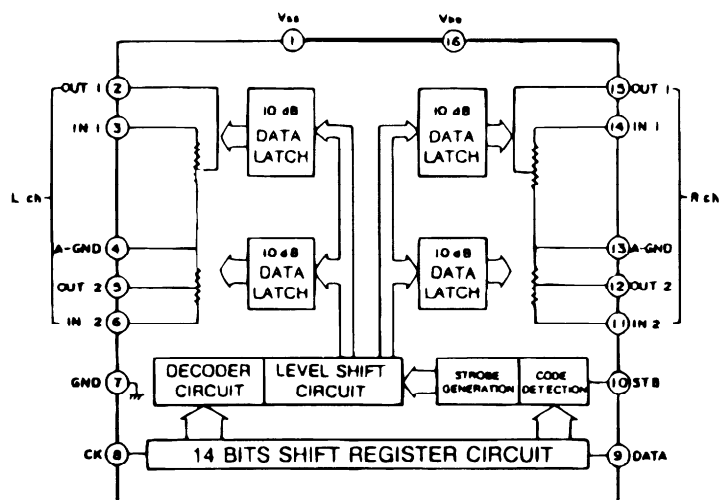 Vss
VDD
1
16
OUT 1 2
15 OUT 1
10 dB
DATA
LATCH
10 dB
DATA
LATCH
IN 1 3
14 IN 1
L ch
R ch
A-GND 4
13 A-GND
10 dB
DATA
LATCH
10 dB
DATA
LATCH
OUT 2 5
12 OUT 2
IN 2 6
11 IN 2
DECODER
CIRCUIT
LEVEL SHIFT
CIRCUIT
STROBE
GENERATION
CODE
DETECTION
GND 7
10 STB
CK 8
14 BITS SHIFT REGISTER CIRCUIT
9 DATA